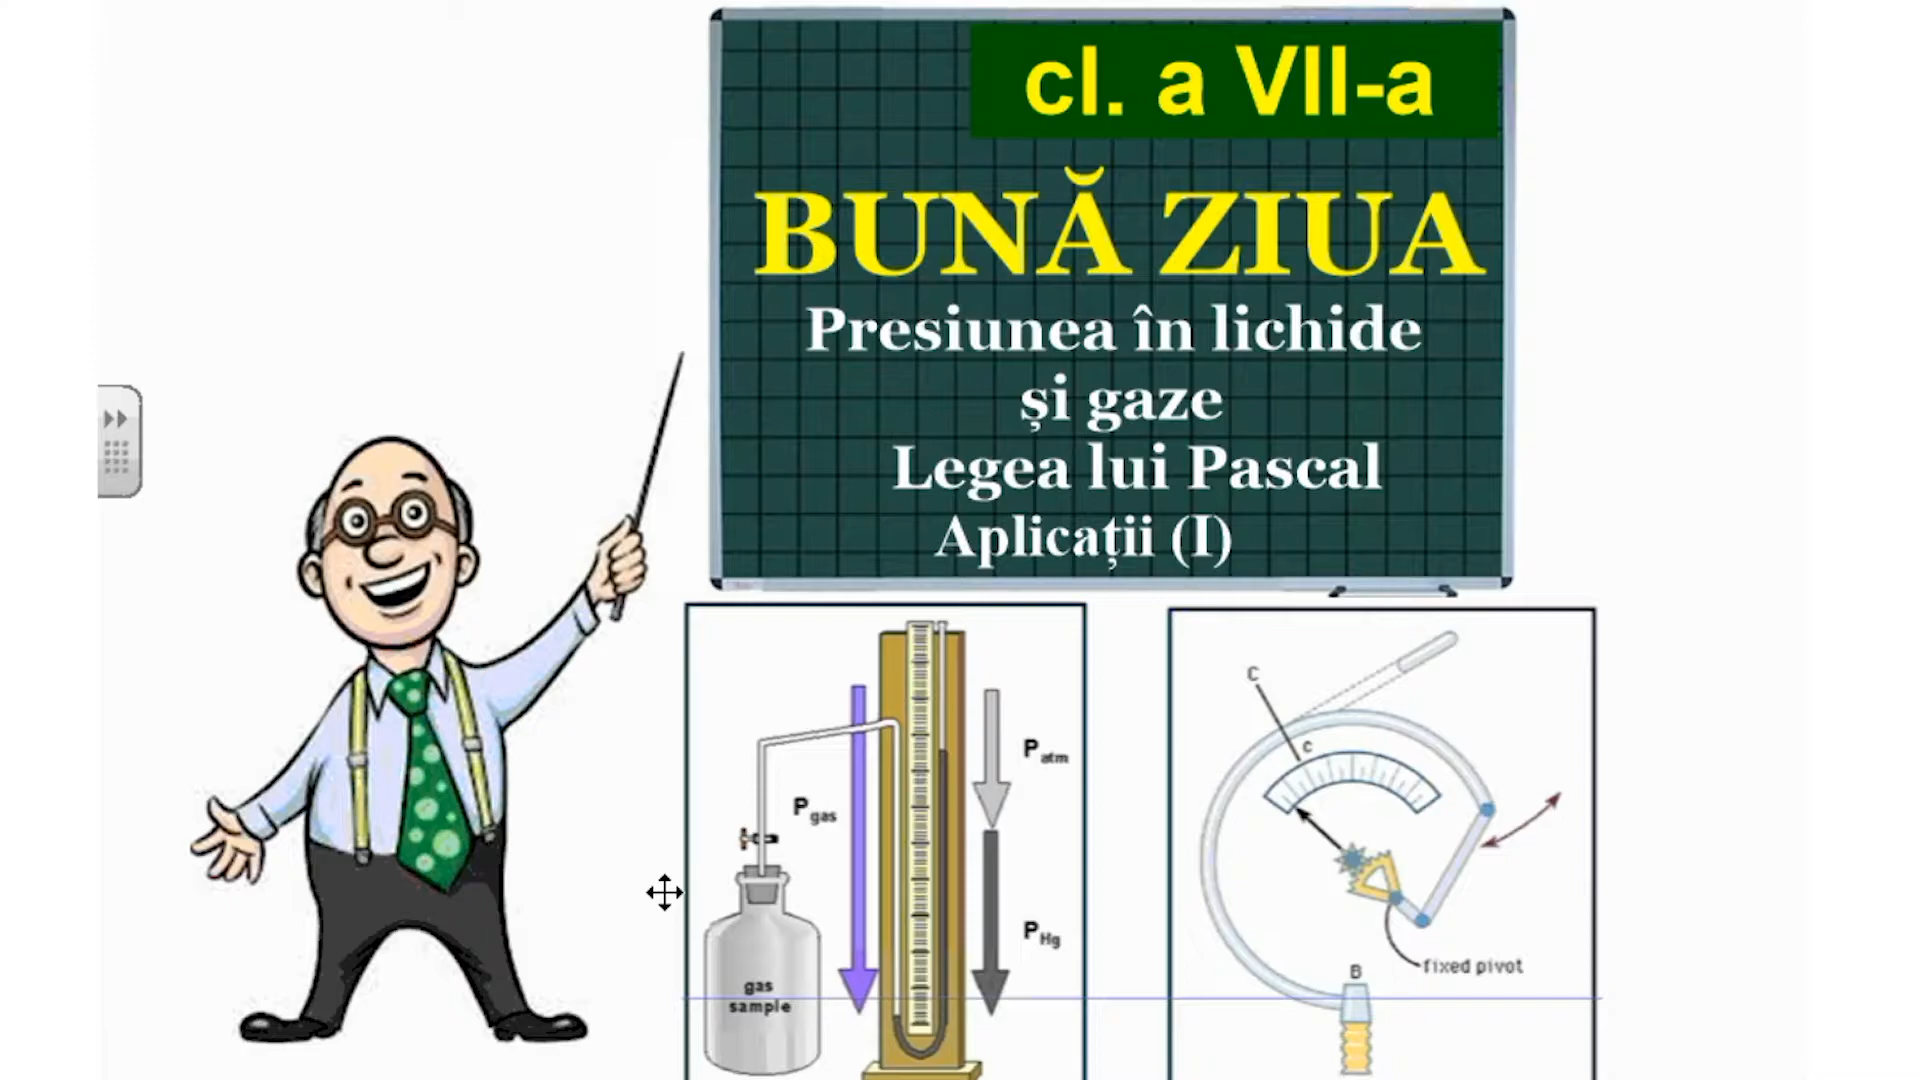 cl. a VII-a
BUNĂ ZIUA
Presiunea în lichide
și gaze
Legea lui Pascal
Aplicații (I)
P gas
P atm
P Hg
gas
sample
C
c
B
fixed pivot